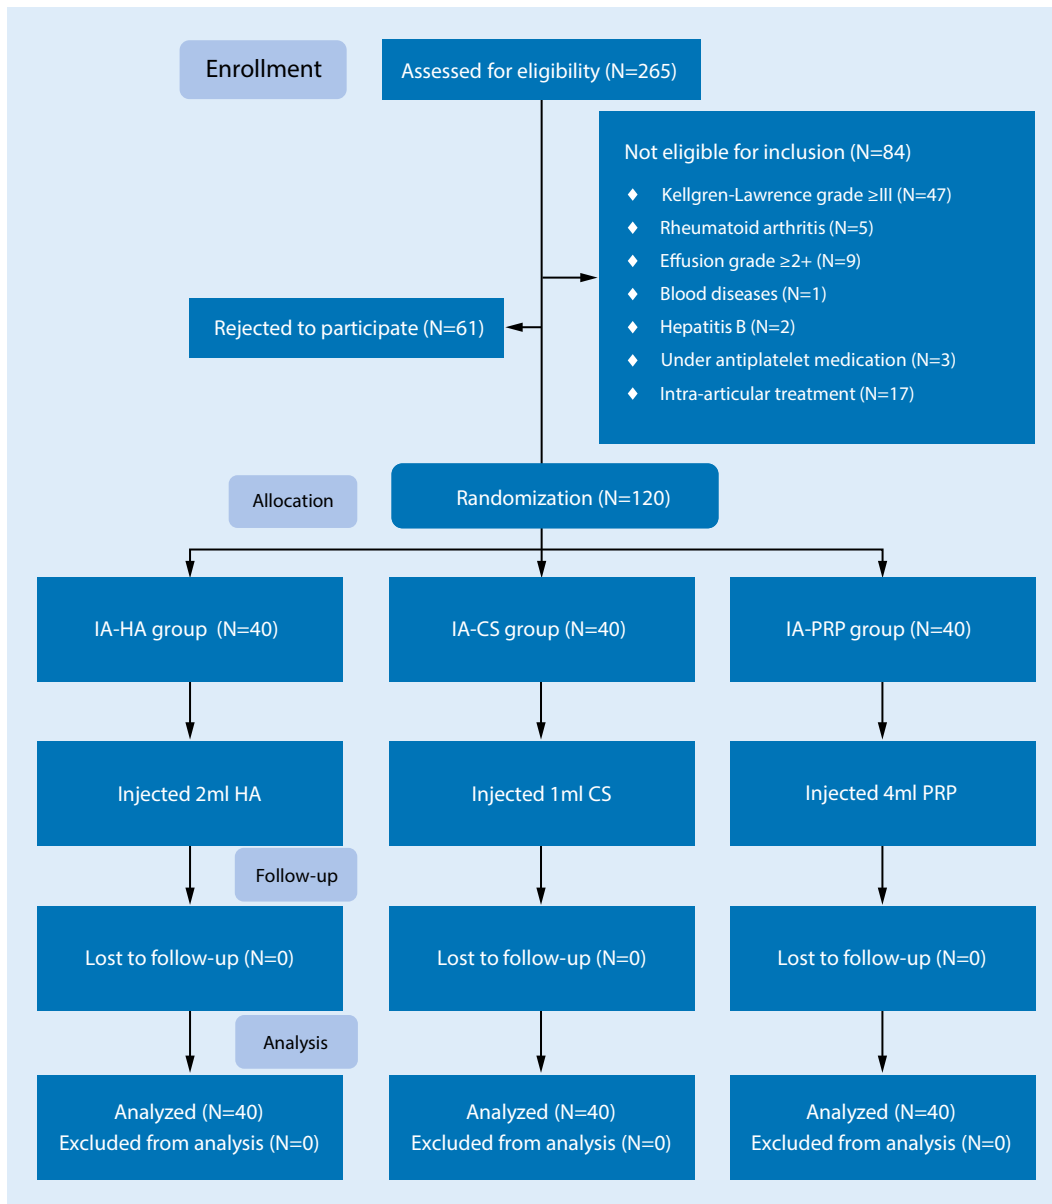 Enrollment
Assessed for eligibility (N=265)
Not eligible for inclusion (N=84)
♦ Kellgren-Lawrence grade ≥III (N=47)
♦ Rheumatoid arthritis (N=5)
♦ Effusion grade ≥2+ (N=9)
♦ Blood diseases (N=1)
♦ Hepatitis B (N=2)
♦ Under antiplatelet medication (N=3)
♦ Intra-articular treatment (N=17)
Rejected to participate (N=61)
Allocation
Randomization (N=120)
IA-HA group (N=40)
IA-CS group (N=40)
IA-PRP group (N=40)
Injected 2ml HA
Injected 1ml CS
Injected 4ml PRP
Follow-up
Lost to follow-up (N=0)
Lost to follow-up (N=0)
Lost to follow-up (N=0)
Analysis
Analyzed (N=40)
Excluded from analysis (N=0)
Analyzed (N=40)
Excluded from analysis (N=0)
Analyzed (N=40)
Excluded from analysis (N=0)